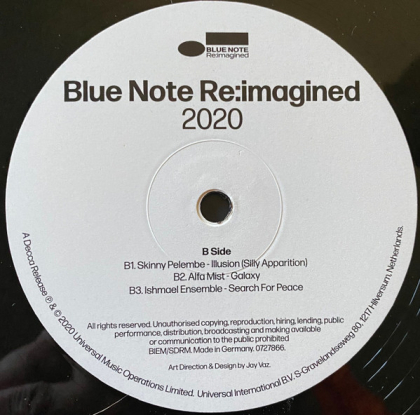 BLUE NOTE
Re:imagined
Blue Note Re:imagined
2020
B Side
B1. Skinny Pelembe - Illusion (Silly Apparition)
B2. Alfa Mist - Galaxy
B3. Ishmael Ensemble - Search For Peace
All rights reserved. Unauthorised copying, reproduction, hiring, lending, public
performance, distribution, broadcasting and making available
or communication to the public prohibited
BIEM/SDRM. Made in Germany, 0727866.
Art Direction & Design by Jay Vaz.
A Decca Release ℗ & © 2020 Universal Music Operations Limited. Universal International B.V. S-Gravelandseweg 80, 1217 Hilversum, Netherlands.